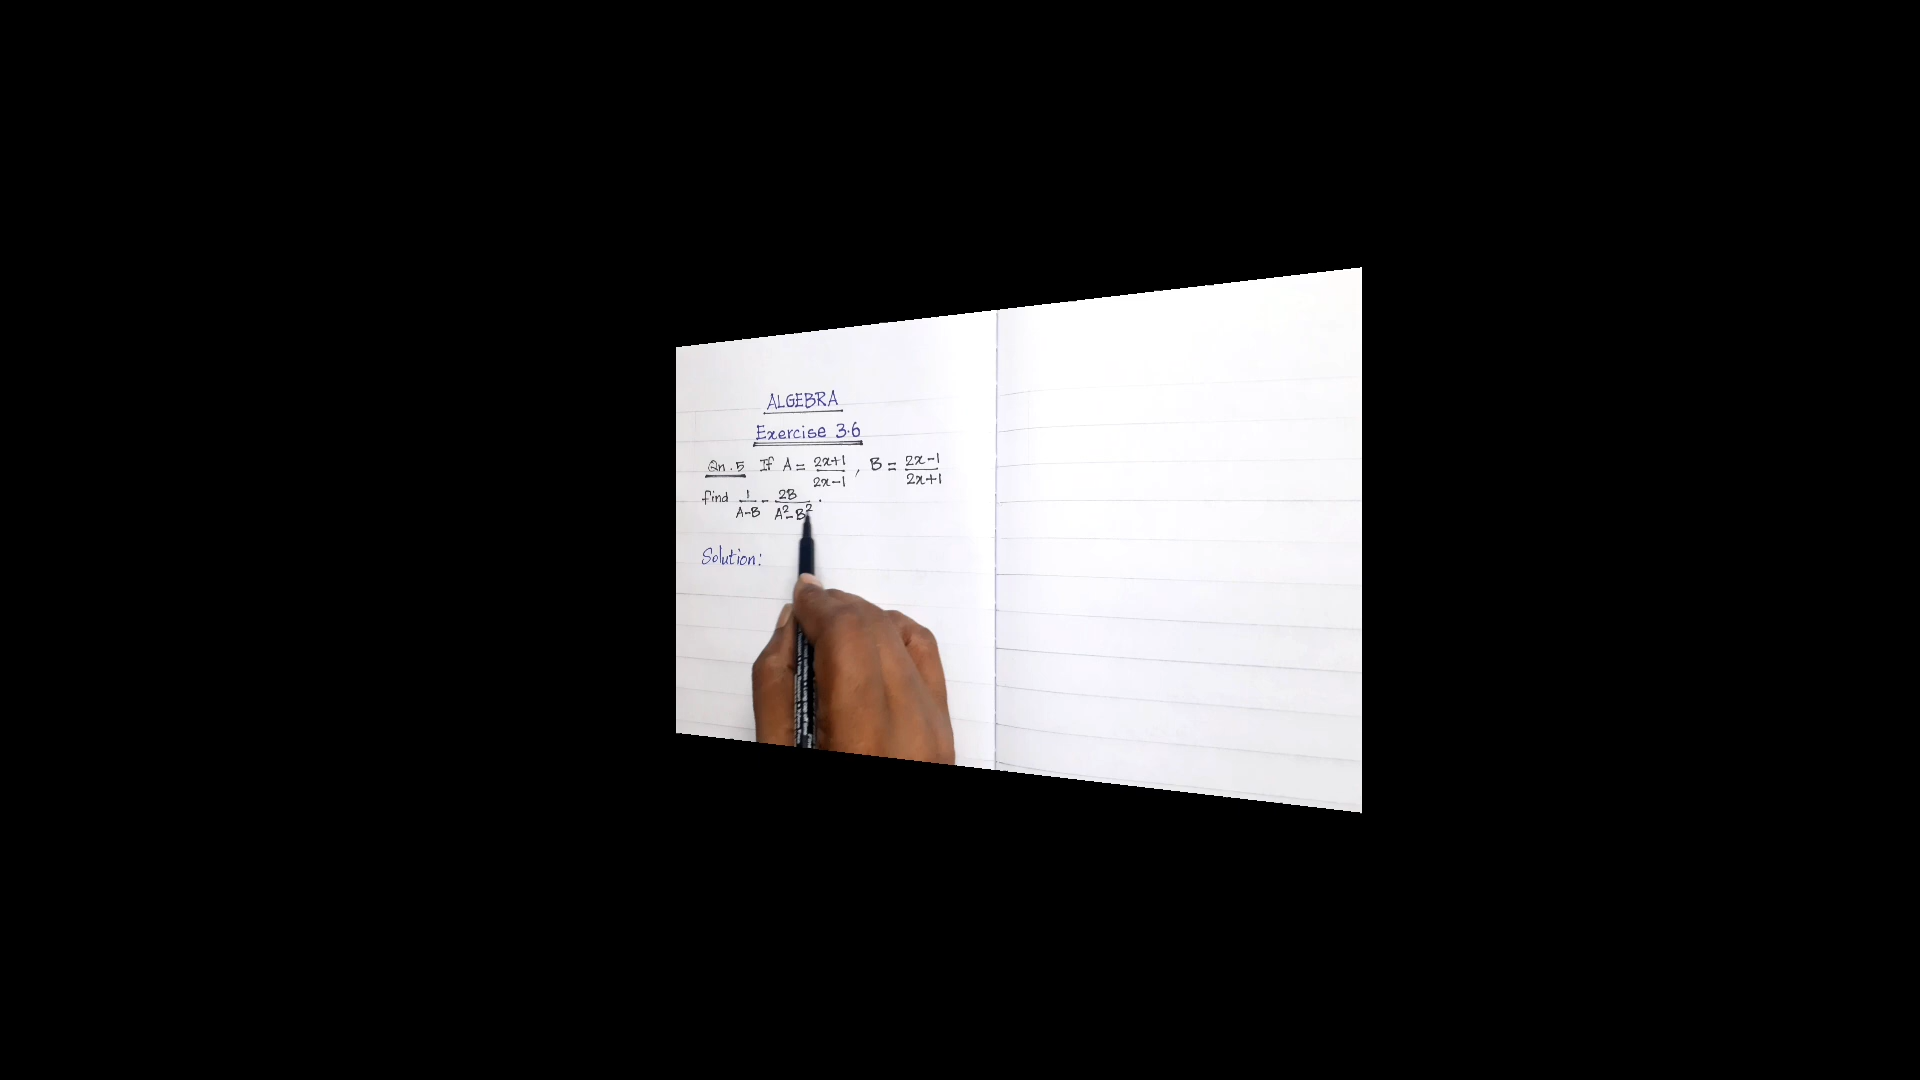 ALGEBRA
Exercise 3.6
Qn. 5 If A = 2x+1/2x-1 , B = 2x-1/2x+1
find 1/A-B - 2B/A²-B² .
Solution: